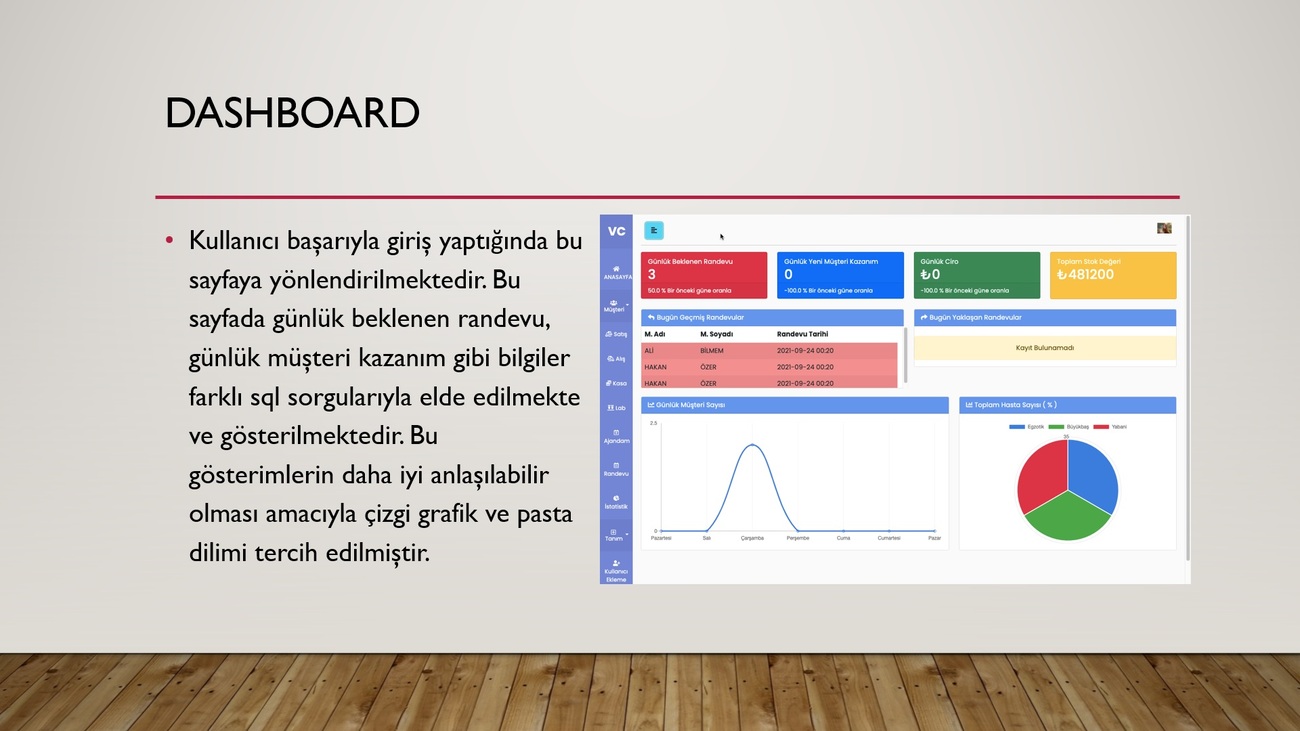 DASHBOARD
• Kullanıcı başarıyla giriş yaptığında bu
sayfaya yönlendirilmektedir. Bu
sayfada günlük beklenen randevu,
günlük müşteri kazanım gibi bilgiler
farklı sql sorgularıyla elde edilmekte
ve gösterilmektedir. Bu
gösterimlerin daha iyi anlaşılabilir
olması amacıyla çizgi grafik ve pasta
dilimi tercih edilmiştir.
VC
ANASAYFA
Müşteri
Satış
Alış
Kasa
Lab
Ajandam
Randevu
İstatistik
Tanım
Kullanıcı
Ekleme
Günlük Beklenen Randevu
3
50.0 % Bir önceki güne oranla
Günlük Yeni Müşteri Kazanım
0
-100.0 % Bir önceki güne oranla
Günlük Ciro
₺0
-100.0 % Bir önceki güne oranla
Toplam Stok Değeri
₺481200
Bugün Geçmiş Randevular
M. Adı M. Soyadı Randevu Tarihi
ALİ BİLMEM 2021-09-24 00:20
HAKAN ÖZER 2021-09-24 00:20
HAKAN ÖZER 2021-09-24 00:20
Bugün Yaklaşan Randevular
Kayıt Bulunamadı
Günlük Müşteri Sayısı
2.5
0
Pazartesi Salı Çarşamba Perşembe Cuma Cumartesi Pazar
Toplam Hasta Sayısı ( % )
Egzotik Büyükbaş Yabani
35